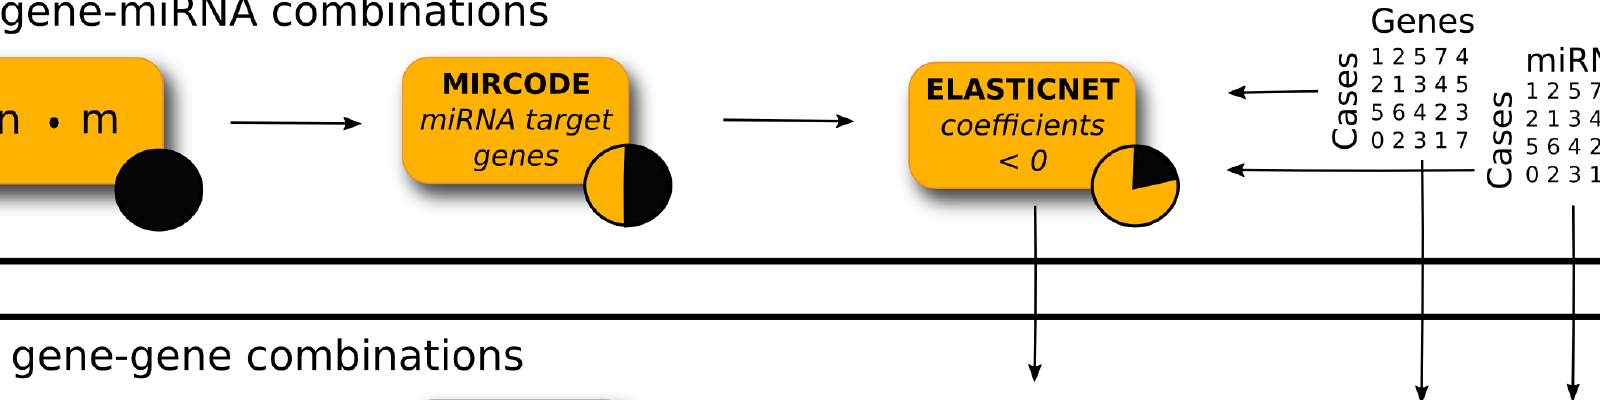 gene-miRNA combinations
n · m
MIRCODE
miRNA target
genes
ELASTICNET
coefficients
< 0
Genes
Cases
1 2 5 7 4
2 1 3 4 5
5 6 4 2 3
0 2 3 1 7
miRN
Cases
1 2 5 7
2 1 3 4
5 6 4 2
0 2 3 1
gene-gene combinations